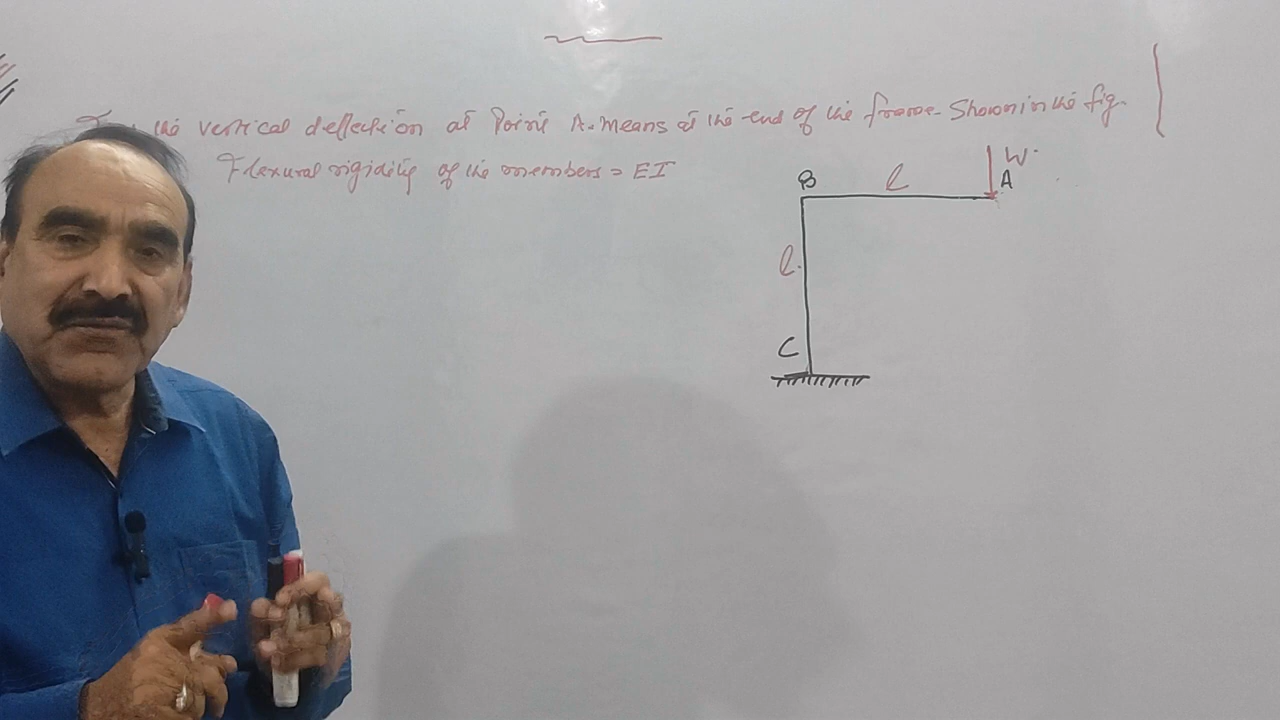 the vertical deflection at Point A. Means at the end of the frame Shown in the fig.
Flexural rigidity of the members = EI
W
B l A
l
C